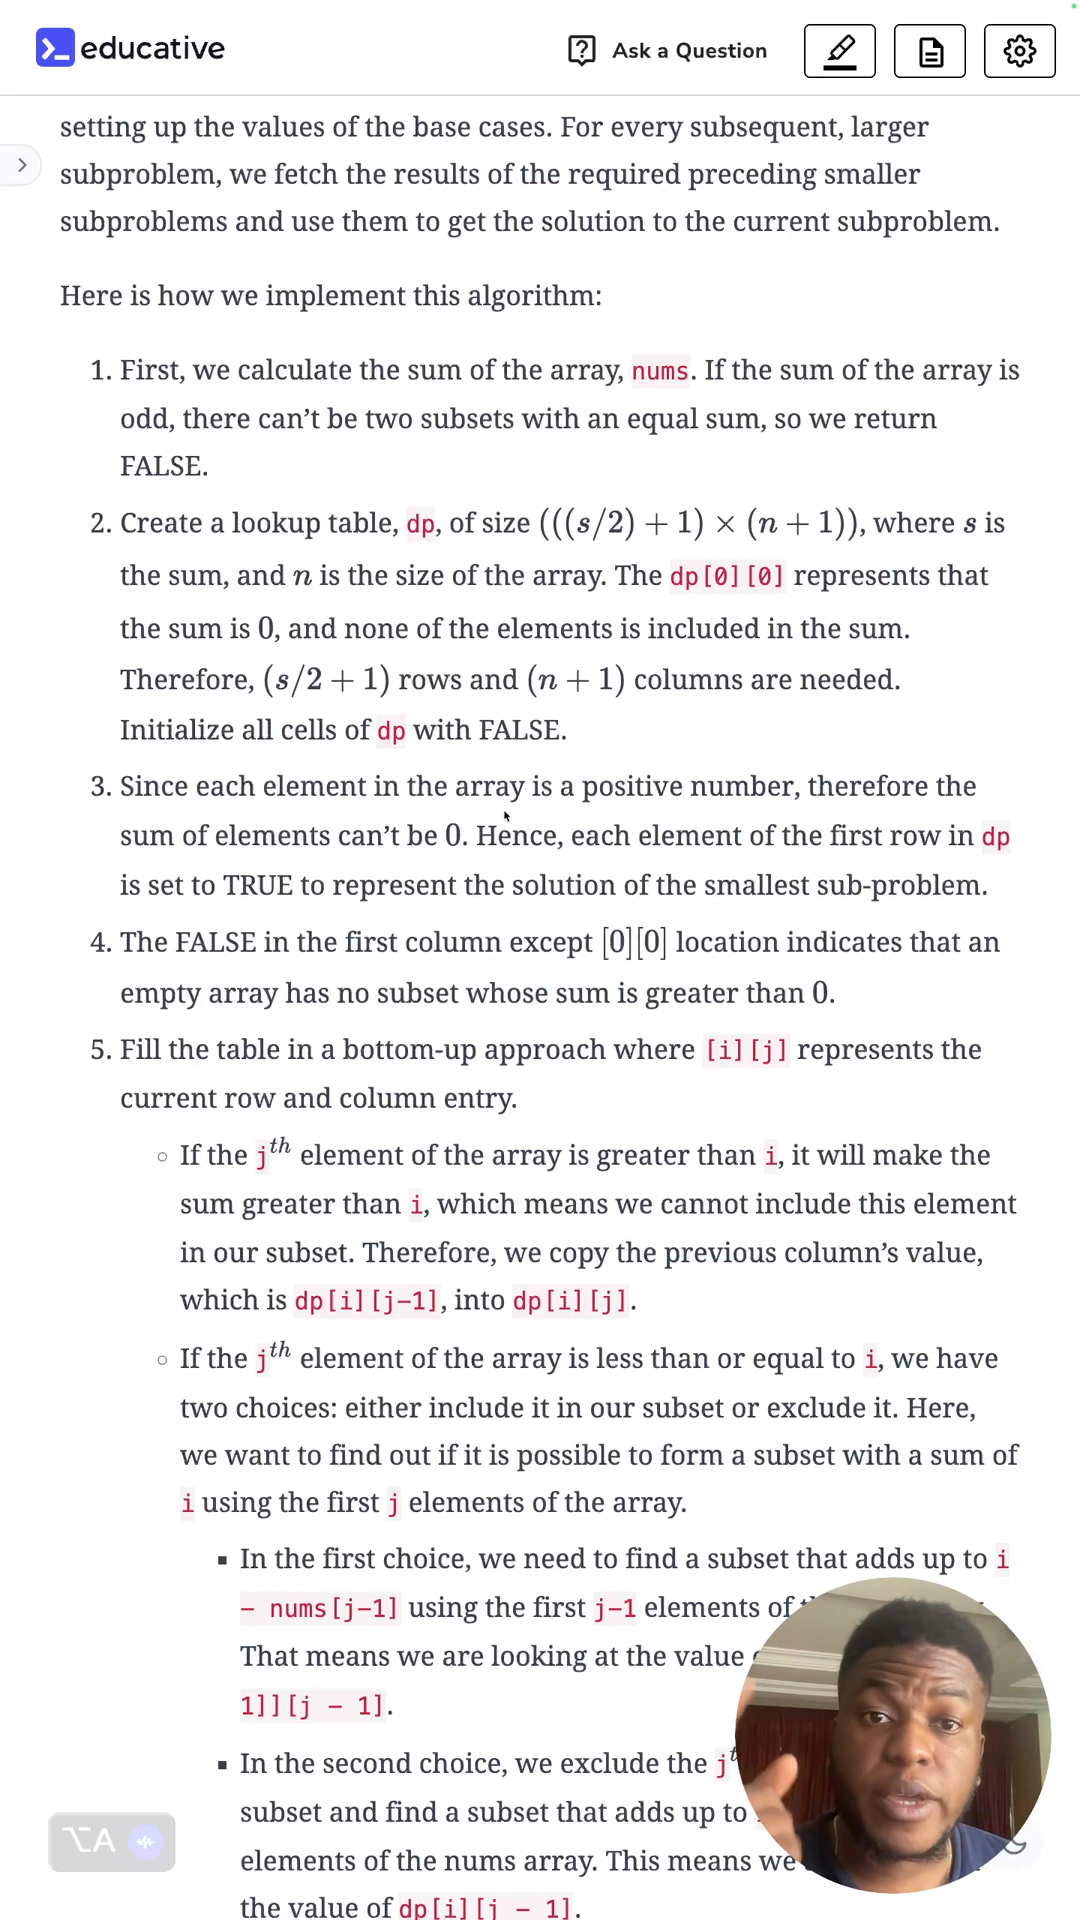 educative
Ask a Question
setting up the values of the base cases. For every subsequent, larger
subproblem, we fetch the results of the required preceding smaller
subproblems and use them to get the solution to the current subproblem.
Here is how we implement this algorithm:
1. First, we calculate the sum of the array, nums. If the sum of the array is
odd, there can’t be two subsets with an equal sum, so we return
FALSE.
2. Create a lookup table, dp, of size (((s/2) + 1) × (n + 1)), where s is
the sum, and n is the size of the array. The dp[0][0] represents that
the sum is 0, and none of the elements is included in the sum.
Therefore, (s/2 + 1) rows and (n + 1) columns are needed.
Initialize all cells of dp with FALSE.
3. Since each element in the array is a positive number, therefore the
sum of elements can’t be 0. Hence, each element of the first row in dp
is set to TRUE to represent the solution of the smallest sub-problem.
4. The FALSE in the first column except [0][0] location indicates that an
empty array has no subset whose sum is greater than 0.
5. Fill the table in a bottom-up approach where [i][j] represents the
current row and column entry.
If the jth element of the array is greater than i, it will make the
sum greater than i, which means we cannot include this element
in our subset. Therefore, we copy the previous column’s value,
which is dp[i][j-1], into dp[i][j].
If the jth element of the array is less than or equal to i, we have
two choices: either include it in our subset or exclude it. Here,
we want to find out if it is possible to form a subset with a sum of
i using the first j elements of the array.
In the first choice, we need to find a subset that adds up to i
- nums[j-1] using the first j-1 elements of
That means we are looking at the value
1]][j - 1].
In the second choice, we exclude the j
subset and find a subset that adds up to
elements of the nums array. This means we
the value of dp[i][j - 1].
⌥A